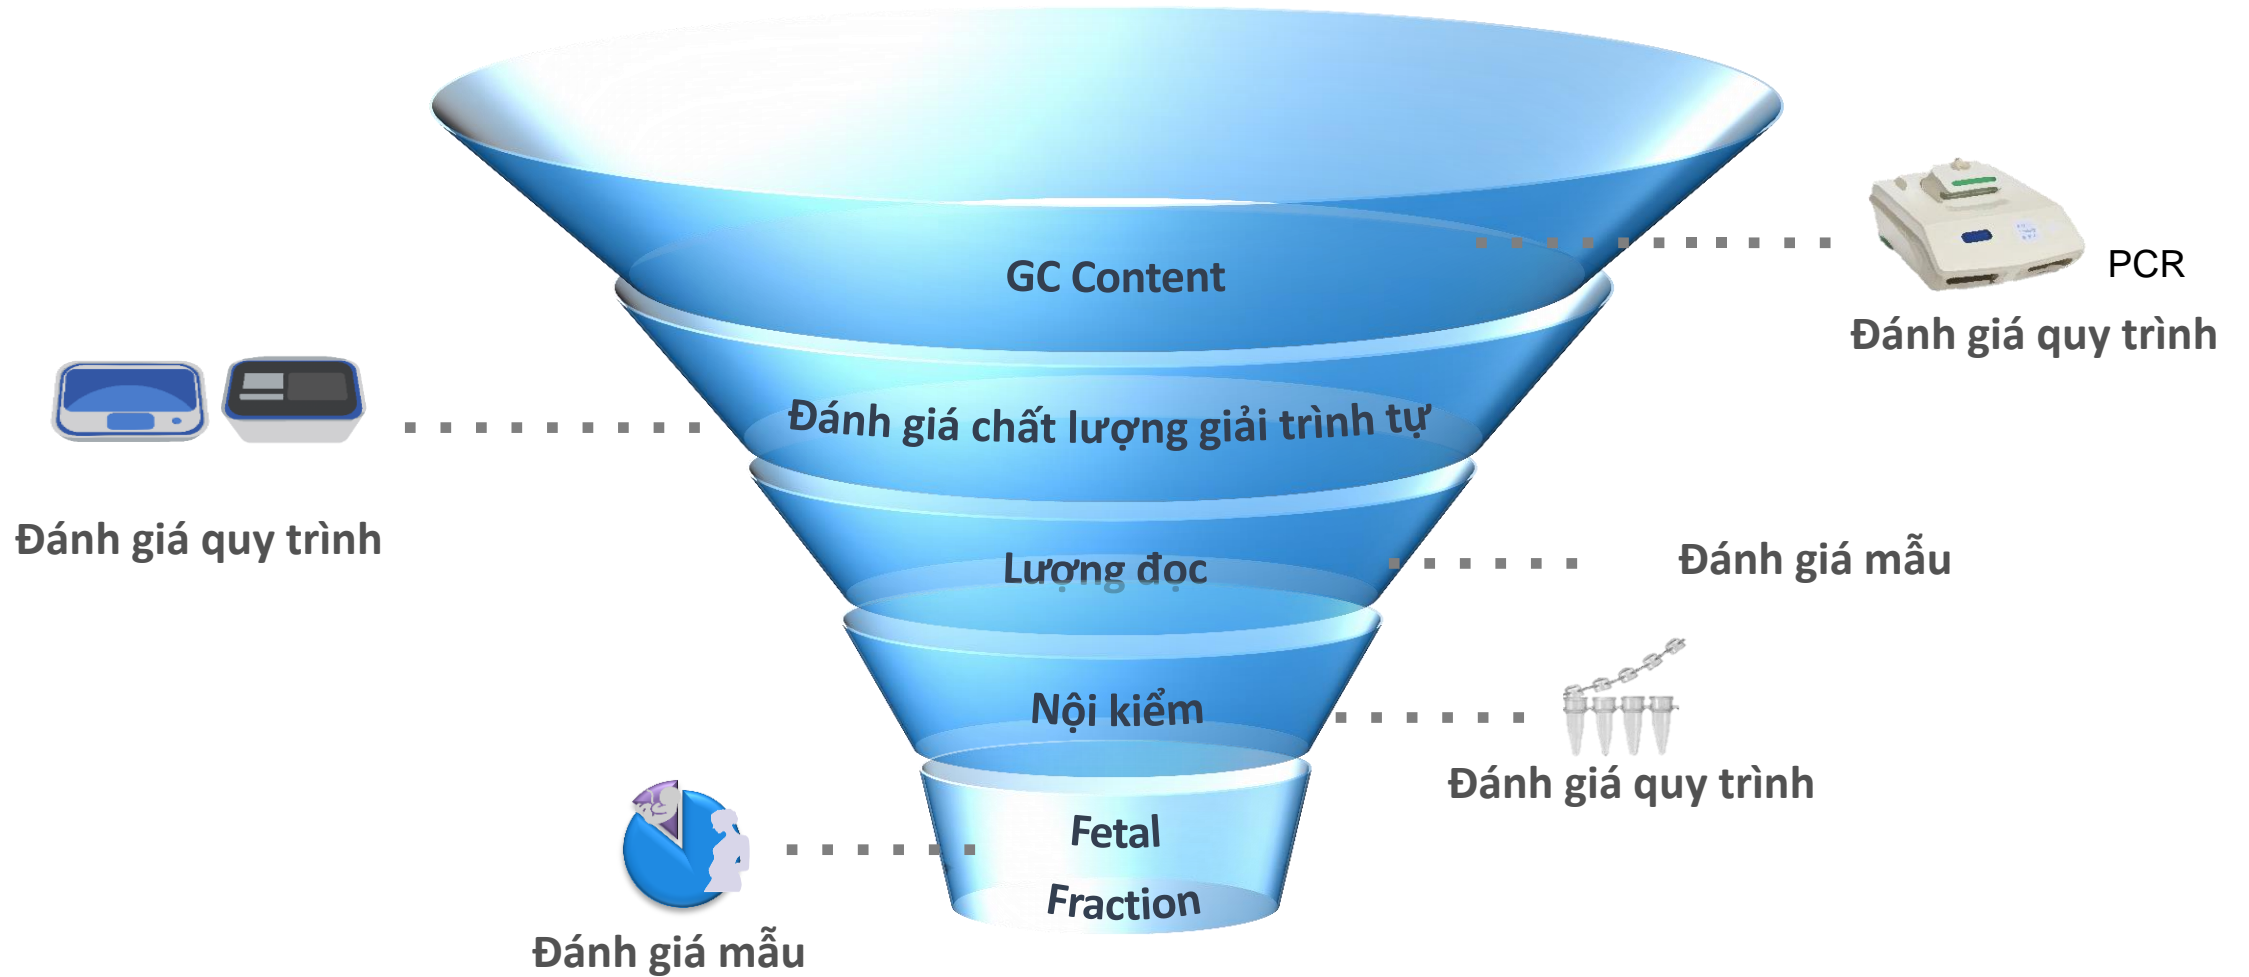 GC Content
PCR
Đánh giá quy trình
Đánh giá chất lượng giải trình tự
Đánh giá quy trình
Lượng đọc
Đánh giá mẫu
Nội kiểm
Đánh giá quy trình
Fetal
Fraction
Đánh giá mẫu